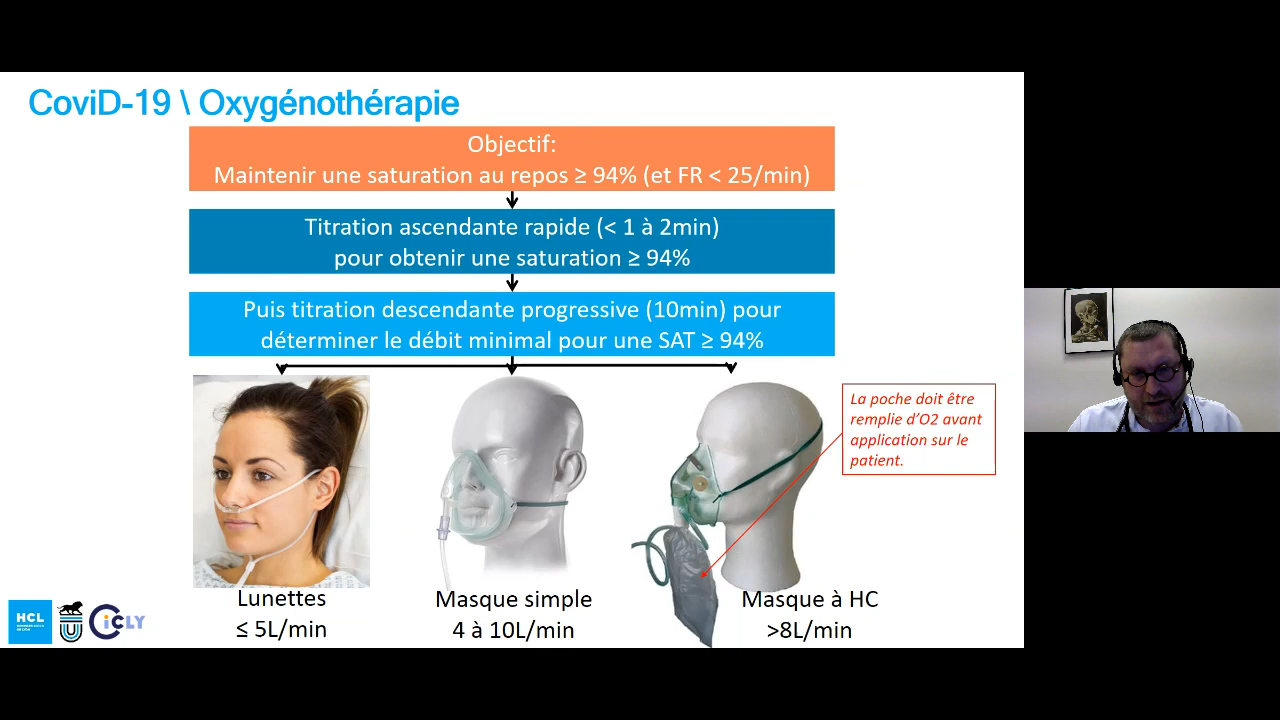 CoviD-19 \ Oxygénothérapie
Objectif:
Maintenir une saturation au repos ≥ 94% (et FR < 25/min)
Titration ascendante rapide (< 1 à 2min)
pour obtenir une saturation ≥ 94%
Puis titration descendante progressive (10min) pour
déterminer le débit minimal pour une SAT ≥ 94%
La poche doit être
remplie d'O2 avant
application sur le
patient.
Lunettes
≤ 5L/min
Masque simple
4 à 10L/min
Masque à HC
>8L/min
HCL
CiCLY